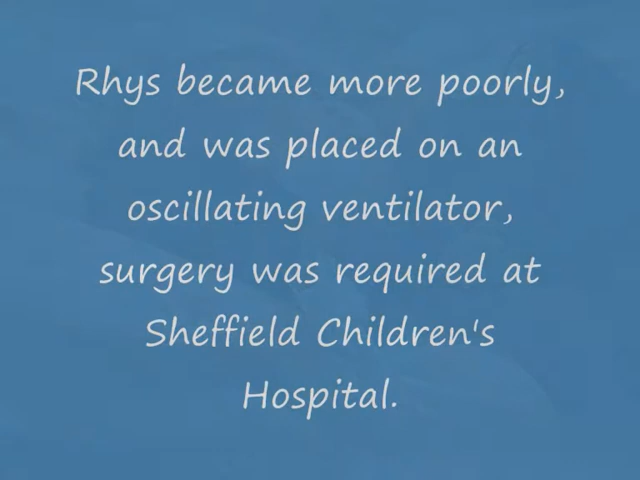 Rhys became more poorly,
and was placed on an
oscillating ventilator,
surgery was required at
Sheffield Children's
Hospital.